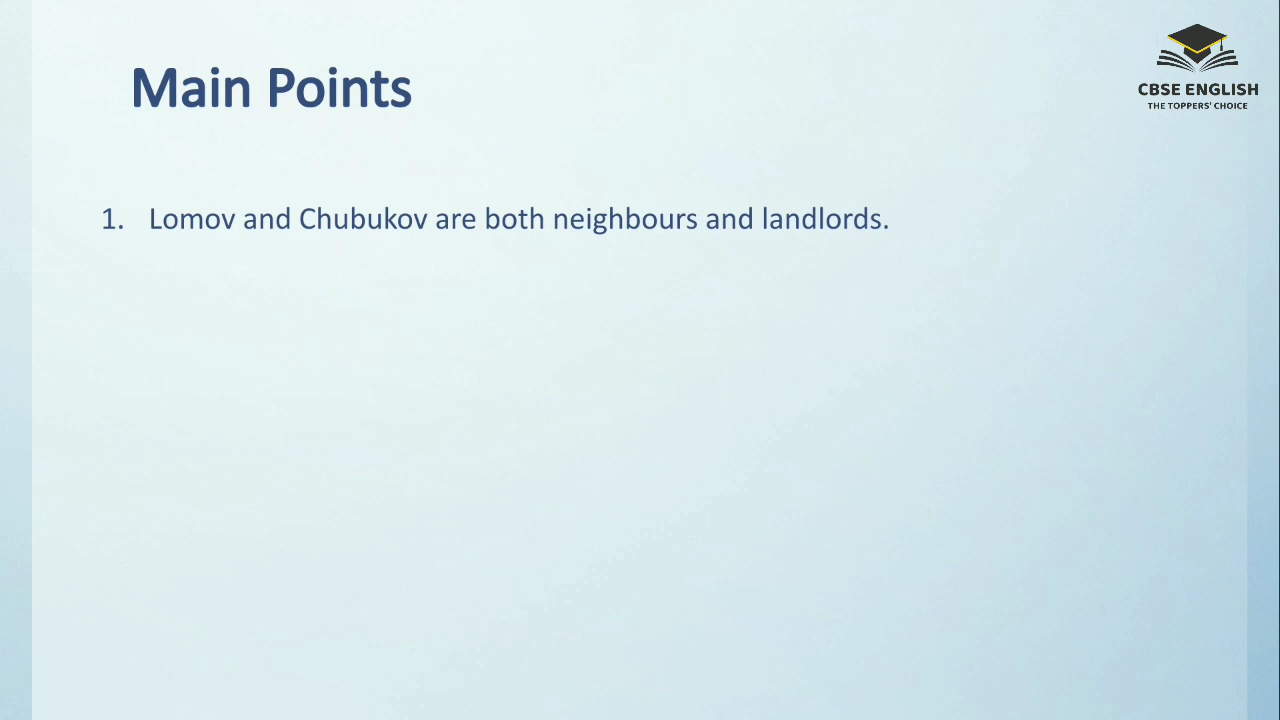 Main Points
CBSE ENGLISH
THE TOPPERS' CHOICE
1. Lomov and Chubukov are both neighbours and landlords.